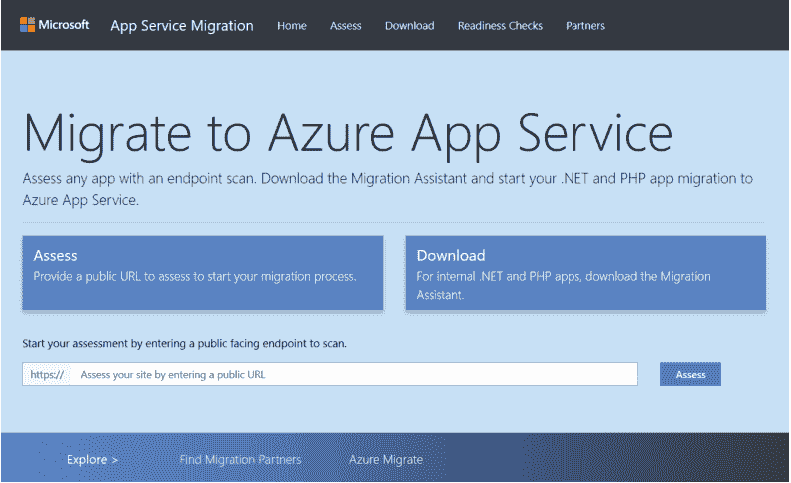 Microsoft App Service Migration Home Assess Download Readiness Checks Partners
Migrate to Azure App Service
Assess any app with an endpoint scan. Download the Migration Assistant and start your .NET and PHP app migration to
Azure App Service.
Assess
Provide a public URL to assess to start your migration process.
Download
For internal .NET and PHP apps, download the Migration
Assistant.
Start your assessment by entering a public facing endpoint to scan.
https:// Assess your site by entering a public URL Assess
Explore > Find Migration Partners Azure Migrate